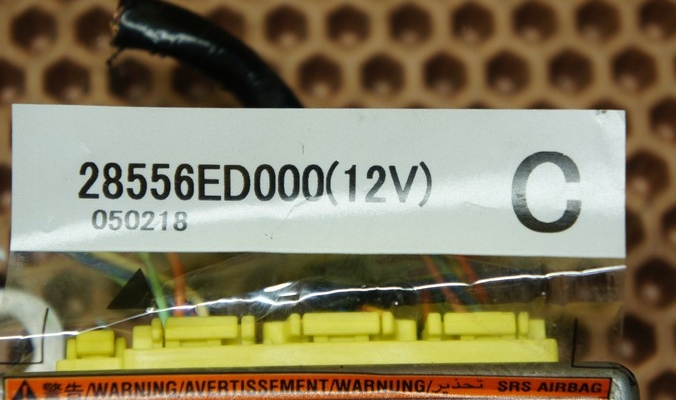 28556ED000(12V) C
050218
警告/WARNING/AVERTISSEMENT/WARNUNG/تحذير SRS AIRBAG